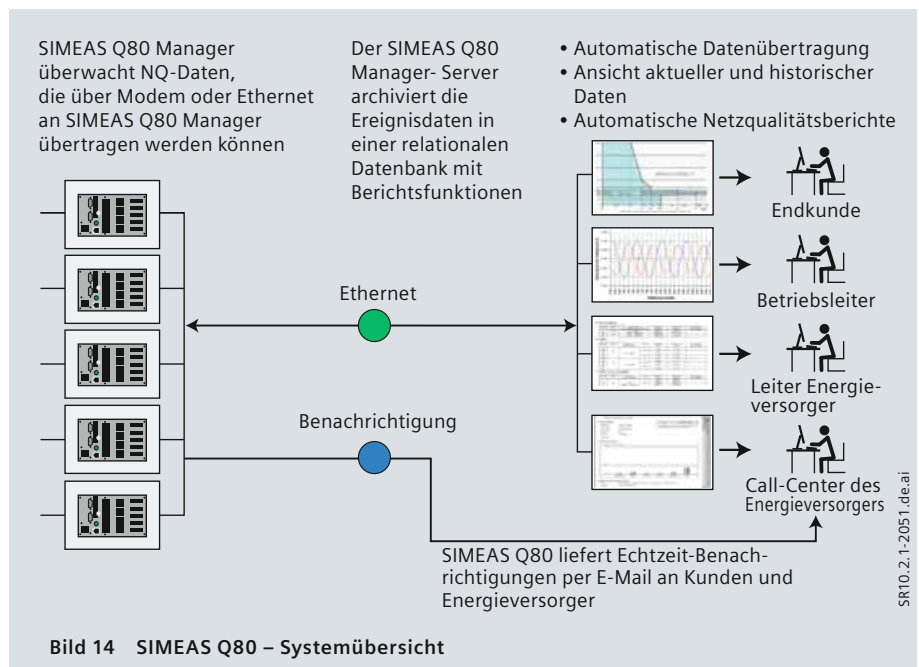 SIMEAS Q80 Manager
überwacht NQ-Daten,
die über Modem oder Ethernet
an SIMEAS Q80 Manager
übertragen werden können
Der SIMEAS Q80
Manager- Server
archiviert die
Ereignisdaten in
einer relationalen
Datenbank mit
Berichtsfunktionen
• Automatische Datenübertragung
• Ansicht aktueller und historischer
Daten
• Automatische Netzqualitätsberichte
Endkunde
Ethernet
Betriebsleiter
Leiter Energie-
versorger
Benachrichtigung
Call-Center des
Energieversorgers
SIMEAS Q80 liefert Echtzeit-Benach-
richtigungen per E-Mail an Kunden und
Energieversorger
SR10.2.1-2051.de.ai
Bild 14 SIMEAS Q80 – Systemübersicht